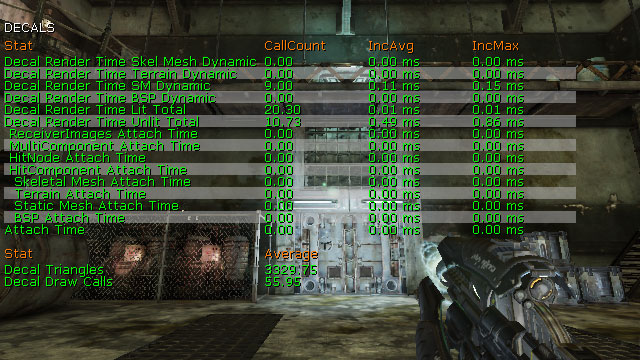 DECALS
Stat CallCount IncAvg IncMax
Decal Render Time Skel Mesh Dynamic 0.00 0.00 ms 0.00 ms
Decal Render Time Terrain Dynamic 0.00 0.00 ms 0.00 ms
Decal Render Time SM Dynamic 9.00 0.11 ms 0.15 ms
Decal Render Time BSP Dynamic 0.00 0.00 ms 0.00 ms
Decal Render Time Lit Total 20.80 0.01 ms 0.01 ms
Decal Render Time Unlit Total 10.73 0.49 ms 0.86 ms
ReceiverImages Attach Time 0.00 0.00 ms 0.00 ms
MultiComponent Attach Time 0.00 0.00 ms 0.00 ms
HitNode Attach Time 0.00 0.00 ms 0.00 ms
HitComponent Attach Time 0.00 0.00 ms 0.00 ms
Skeletal Mesh Attach Time 0.00 0.00 ms 0.00 ms
Terrain Attach Time 0.00 0.00 ms 0.00 ms
Static Mesh Attach Time 0.00 0.00 ms 0.00 ms
BSP Attach Time 0.00 0.00 ms 0.00 ms
Attach Time 0.00 0.00 ms 0.00 ms
Stat Average
Decal Triangles 3329.75
Decal Draw Calls 55.95